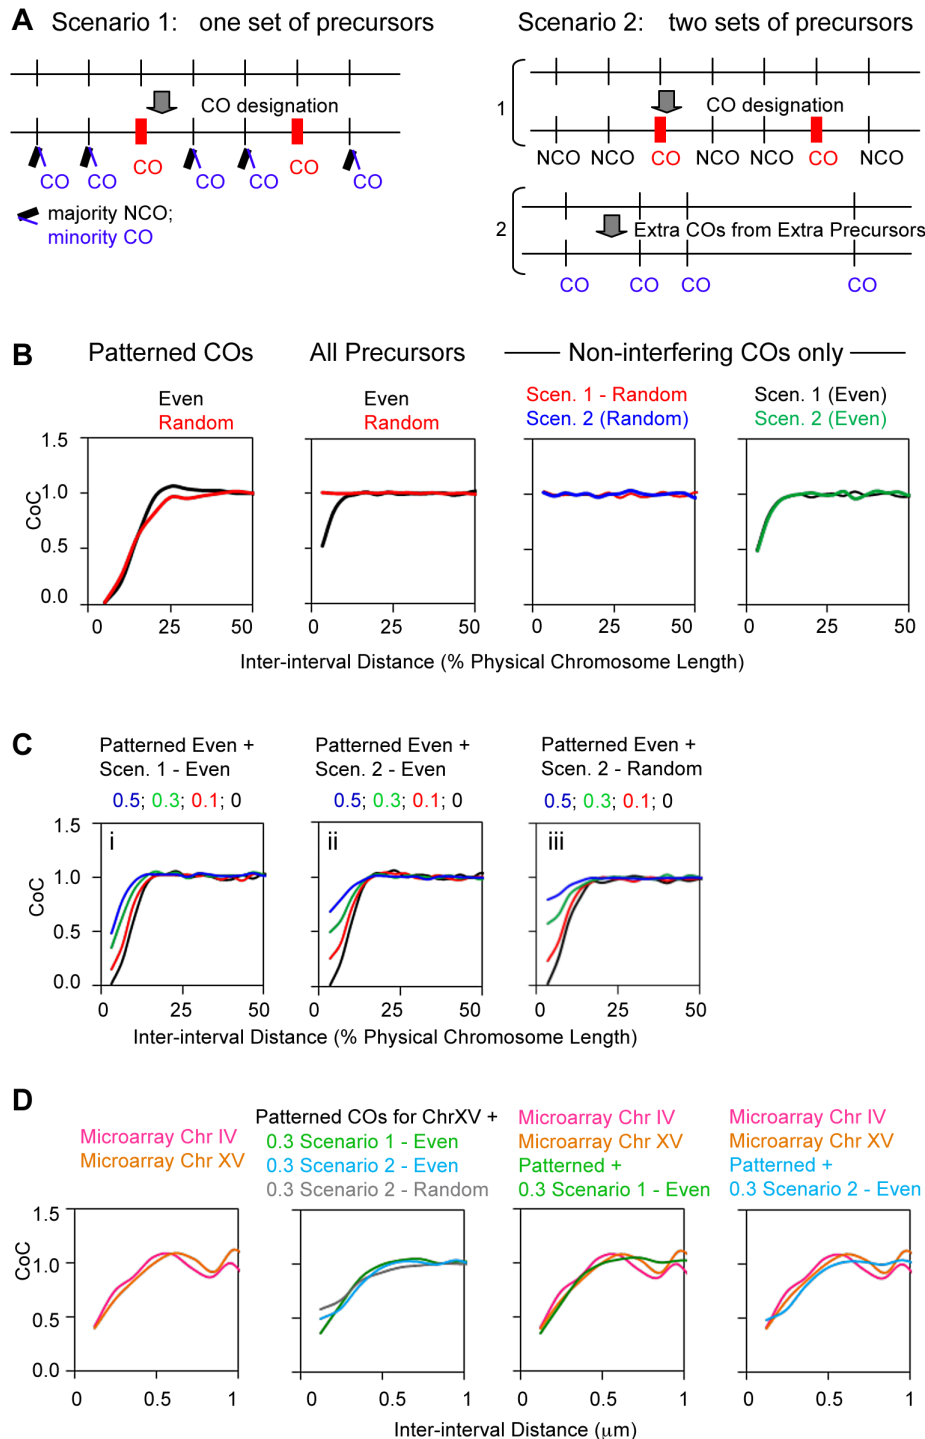 A
Scenario 1: one set of precursors
CO designation
CO CO CO CO CO CO CO
majority NCO;
minority CO
Scenario 2: two sets of precursors
1
CO designation
NCO NCO CO NCO NCO CO NCO
2
Extra COs from Extra Precursors
CO CO CO CO
B
Patterned COs
All Precursors
Non-interfering COs only
Even
Random
Even
Random
Scen. 1 - Random
Scen. 2 (Random)
Scen. 1 (Even)
Scen. 2 (Even)
CoC
1.5
1.0
0.5
0.0
0 25 50
0 25 50
0 25 50
0 25 50
Inter-interval Distance (% Physical Chromosome Length)
C
Patterned Even +
Scen. 1 - Even
0.5; 0.3; 0.1; 0
Patterned Even +
Scen. 2 - Even
0.5; 0.3; 0.1; 0
Patterned Even +
Scen. 2 - Random
0.5; 0.3; 0.1; 0
CoC
1.5
1.0
0.5
0.0
i
ii
iii
0 25 50
0 25 50
0 25 50
Inter-interval Distance (% Physical Chromosome Length)
D
Microarray Chr IV
Microarray Chr XV
Patterned COs for ChrXV +
0.3 Scenario 1 - Even
0.3 Scenario 2 - Even
0.3 Scenario 2 - Random
Microarray Chr IV
Microarray Chr XV
Patterned +
0.3 Scenario 1 - Even
Microarray Chr IV
Microarray Chr XV
Patterned +
0.3 Scenario 2 - Even
CoC
1.5
1.0
0.5
0.0
0 0.5 1
0 0.5 1
0 0.5 1
0 0.5 1
Inter-interval Distance (μm)